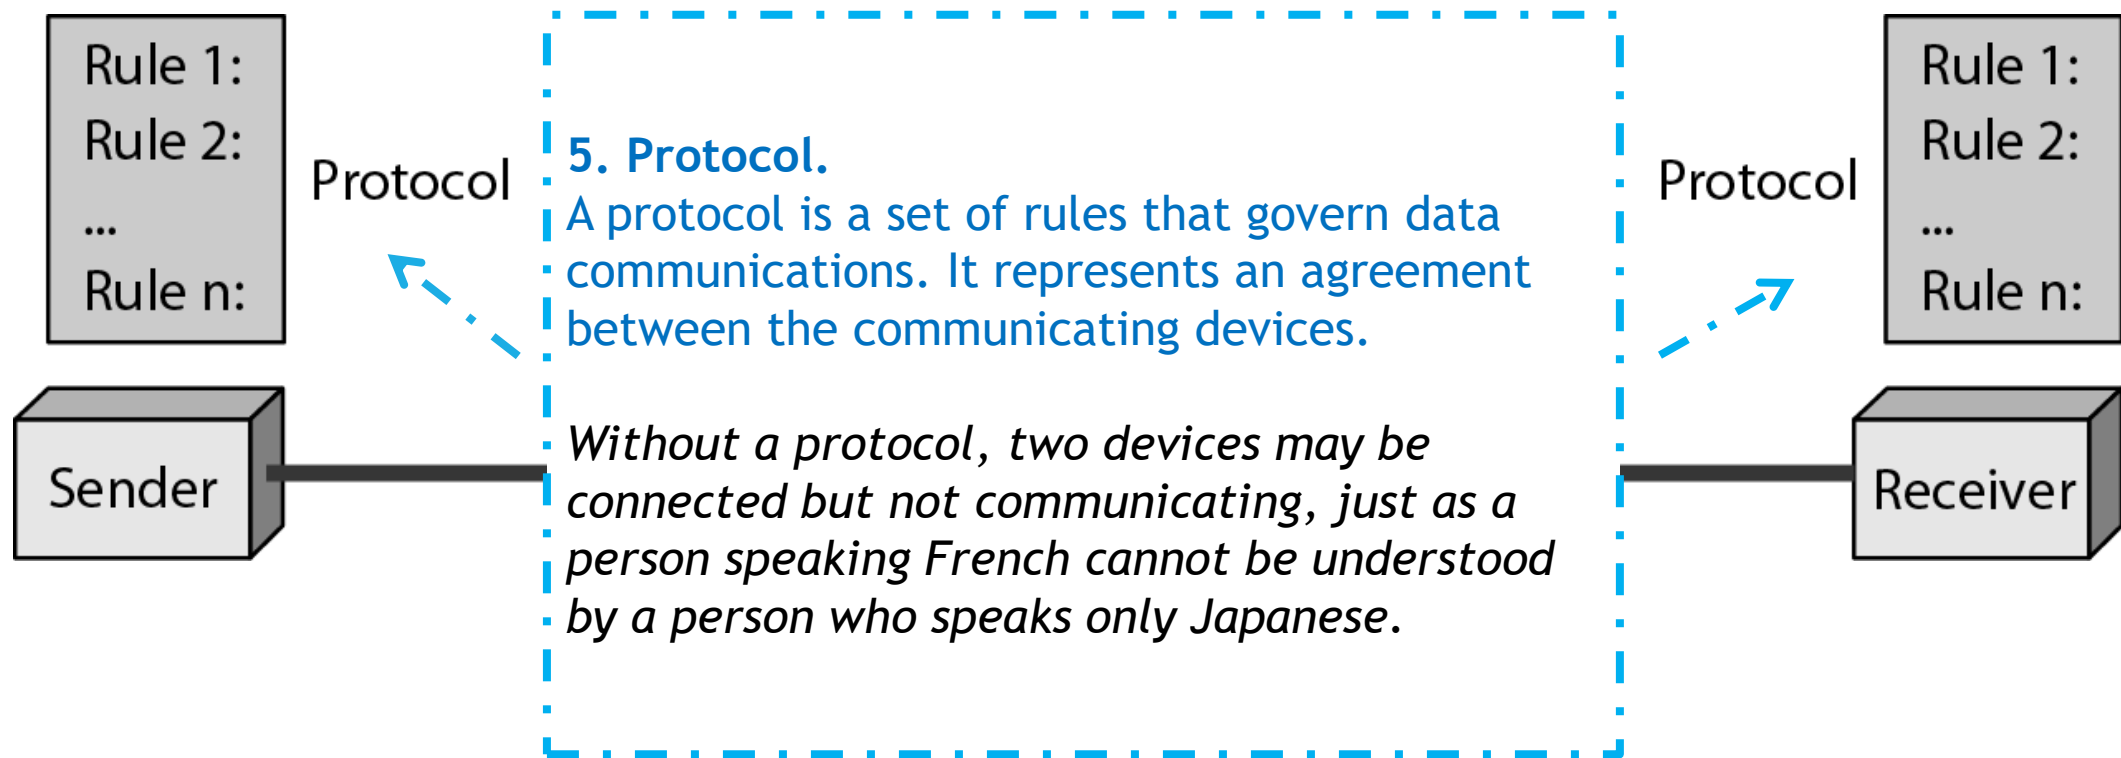 Rule 1:
Rule 2:
...
Rule n:
Protocol
Sender
5. Protocol.
A protocol is a set of rules that govern data
communications. It represents an agreement
between the communicating devices.
Without a protocol, two devices may be
connected but not communicating, just as a
person speaking French cannot be understood
by a person who speaks only Japanese.
Protocol
Rule 1:
Rule 2:
...
Rule n:
Receiver